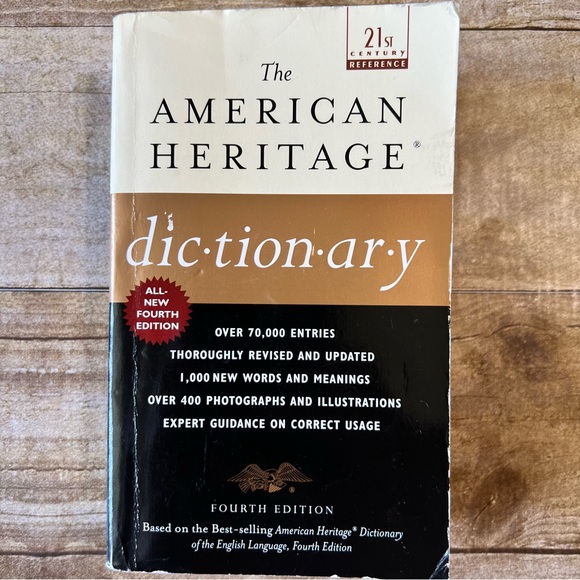 21ST
CENTURY
REFERENCE
The
AMERICAN
HERITAGE®
dic·tion·ar·y
ALL-
NEW
FOURTH
EDITION
OVER 70,000 ENTRIES
THOROUGHLY REVISED AND UPDATED
1,000 NEW WORDS AND MEANINGS
OVER 400 PHOTOGRAPHS AND ILLUSTRATIONS
EXPERT GUIDANCE ON CORRECT USAGE
®
FOURTH EDITION
Based on the Best-selling American Heritage® Dictionary
of the English Language, Fourth Edition